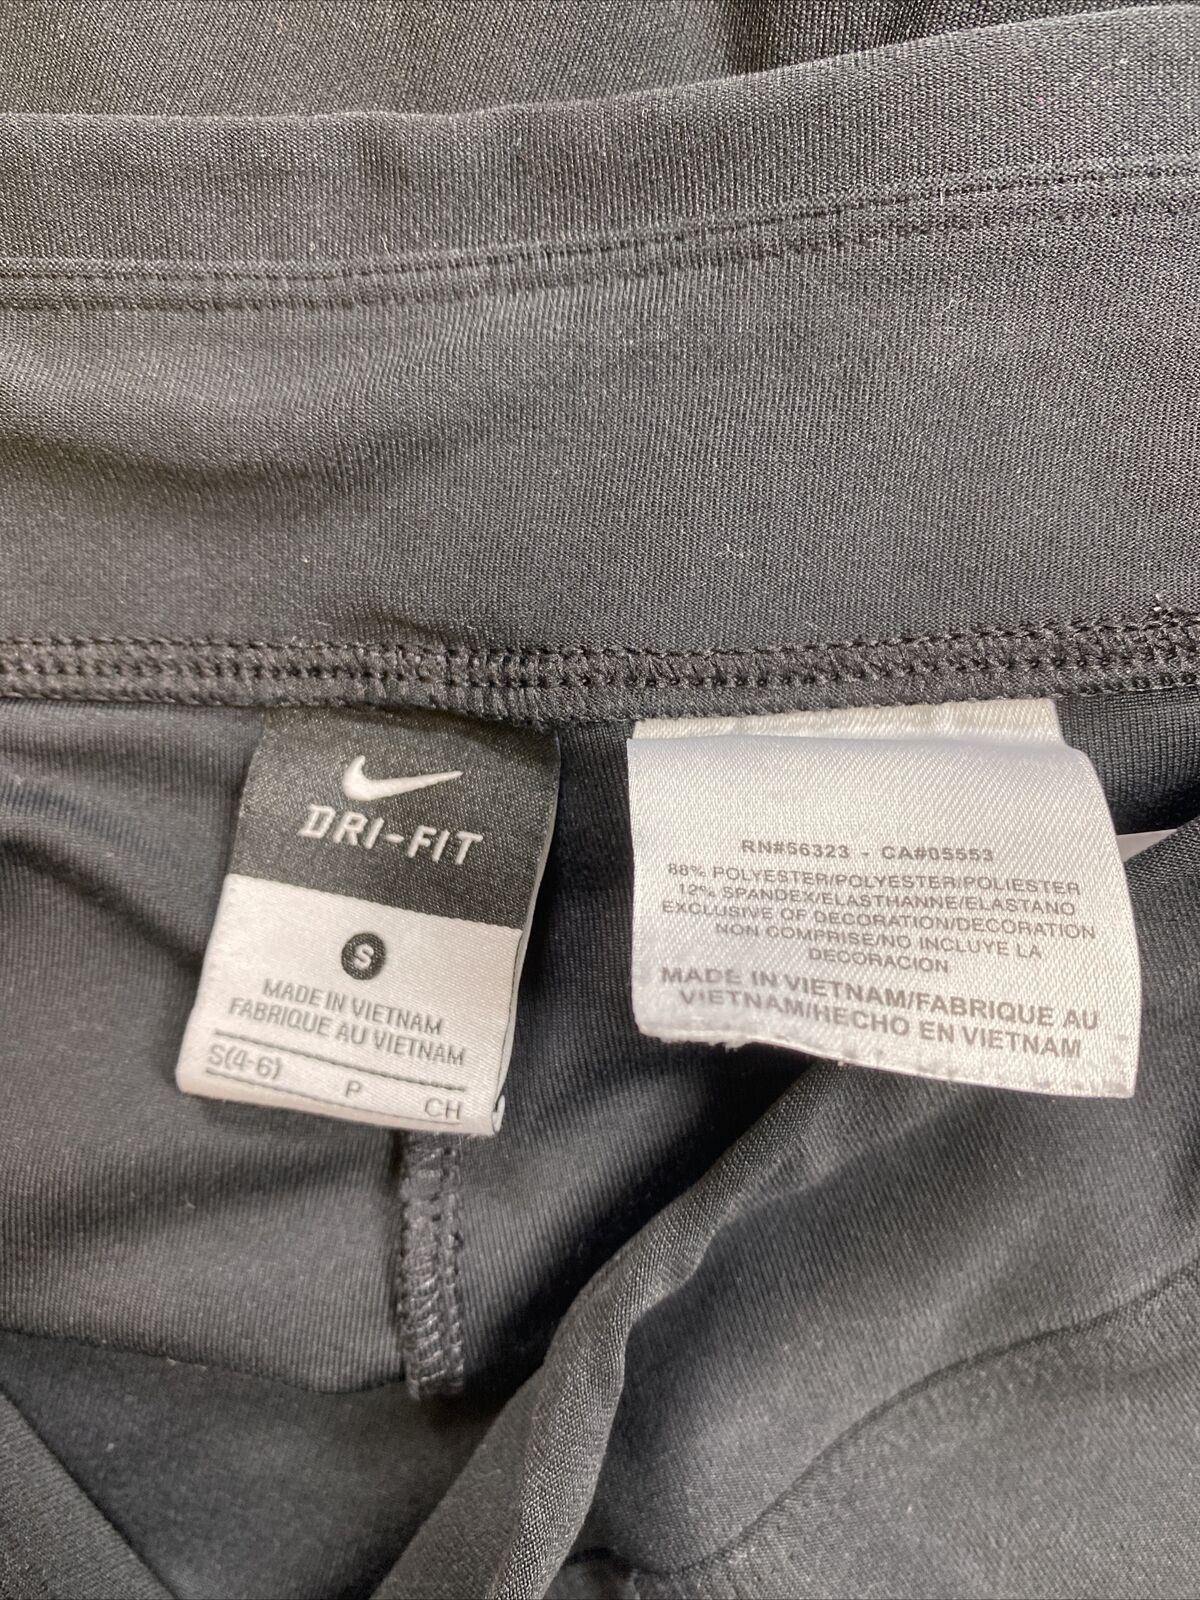 DRI-FIT
S
MADE IN VIETNAM
FABRIQUE AU VIETNAM
S(4-6) P CH
RN#56323 - CA#05553
88% POLYESTER/POLYESTER/POLIESTER
12% SPANDEX/ELASTHANNE/ELASTANO
EXCLUSIVE OF DECORATION/DECORATION
NON COMPRISE/NO INCLUYE LA
DECORACION
MADE IN VIETNAM/FABRIQUE AU
VIETNAM/HECHO EN VIETNAM